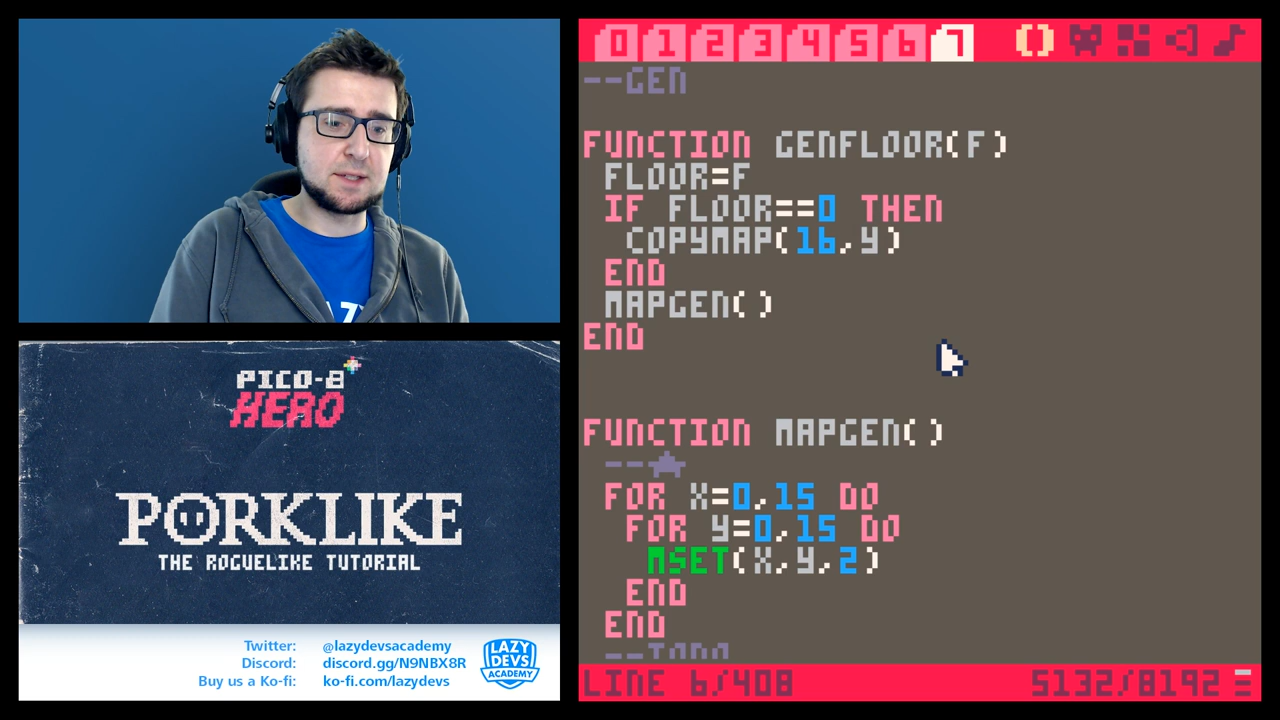 LAZ
PICO-8
HERO
PORKLIKE
THE ROGUELIKE TUTORIAL
Twitter: @lazydevsacademy
Discord: discord.gg/N9NBX8R
Buy us a Ko-fi: ko-fi.com/lazydevs
LAZY
DEVS
ACADEMY
0 1 2 3 4 5 6 7
--GEN
FUNCTION GENFLOOR(F)
FLOOR=F
IF FLOOR==0 THEN
COPYMAP(16,Y)
END
MAPGEN()
END
FUNCTION MAPGEN()
--
FOR X=0,15 DO
FOR Y=0,15 DO
MSET(X,Y,2)
END
END
--TODO
LINE 6/408 5132/8192